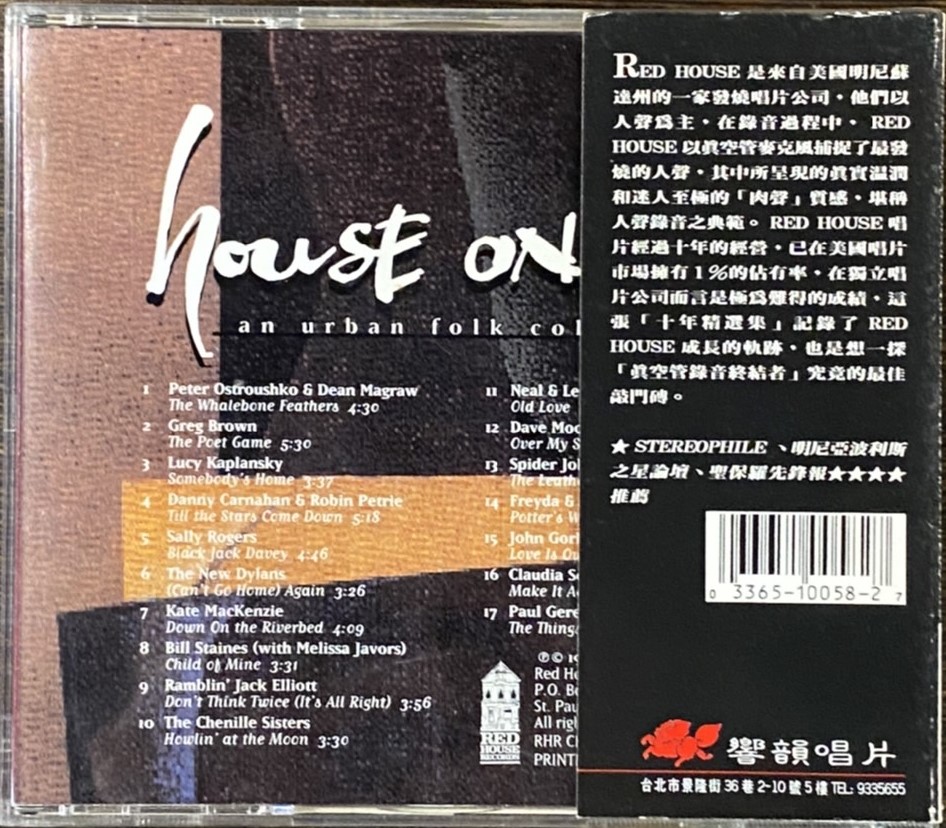 house on
an urban folk col
1 Peter Ostroushko & Dean Magraw
The Whalebone Feathers 4:30
2 Greg Brown
The Poet Game 5:30
3 Lucy Kaplansky
Somebody's Home 3:37
4 Danny Carnahan & Robin Petrie
Till the Stars Come Down 5:18
5 Sally Rogers
Black Jack Davey 4:46
6 The New Dylans
(Can't Go Home) Again 3:26
7 Kate MacKenzie
Down On the Riverbed 4:09
8 Bill Staines (with Melissa Javors)
Child of Mine 3:31
9 Ramblin' Jack Elliott
Don't Think Twice (It's All Right) 3:56
10 The Chenille Sisters
Howlin' at the Moon 3:30
11 Neal & Le
Old Love
12 Dave Moo
Over My S
13 Spider Jo
The Leath
14 Freyda &
Potter's W
15 John Gor
Love Is Ou
16 Claudia S
Make It A
17 Paul Gere
The Thing
RED
HOUSE
RECORDS
℗© 1
Red Ho
P.O. Bo
St. Pau
All righ
RHR C
PRINT
RED HOUSE 是來自美國明尼蘇
達州的一家發燒唱片公司，他們以
人聲爲主，在錄音過程中， RED
HOUSE 以眞空管麥克風捕捉了最發
燒的人聲，其中所呈現的眞實溫潤
和迷人至極的「肉聲」質感，堪稱
人聲錄音之典範。 RED HOUSE 唱
片經過十年的經營，已在美國唱片
市場擁有1%的佔有率，在獨立唱
片公司而言是極爲難得的成績，這
張「十年精選集」記錄了 RED
HOUSE 成長的軌跡，也是想一探
「眞空管錄音終結者」究竟的最佳
敲門磚。
★ STEREOPHILE 、明尼亞波利斯
之星論壇、聖保羅先鋒報★★★★
推薦
0 3365-10058-2 7
響韻唱片
台北市景隆街36巷2-10號5樓 TEL: 9335655